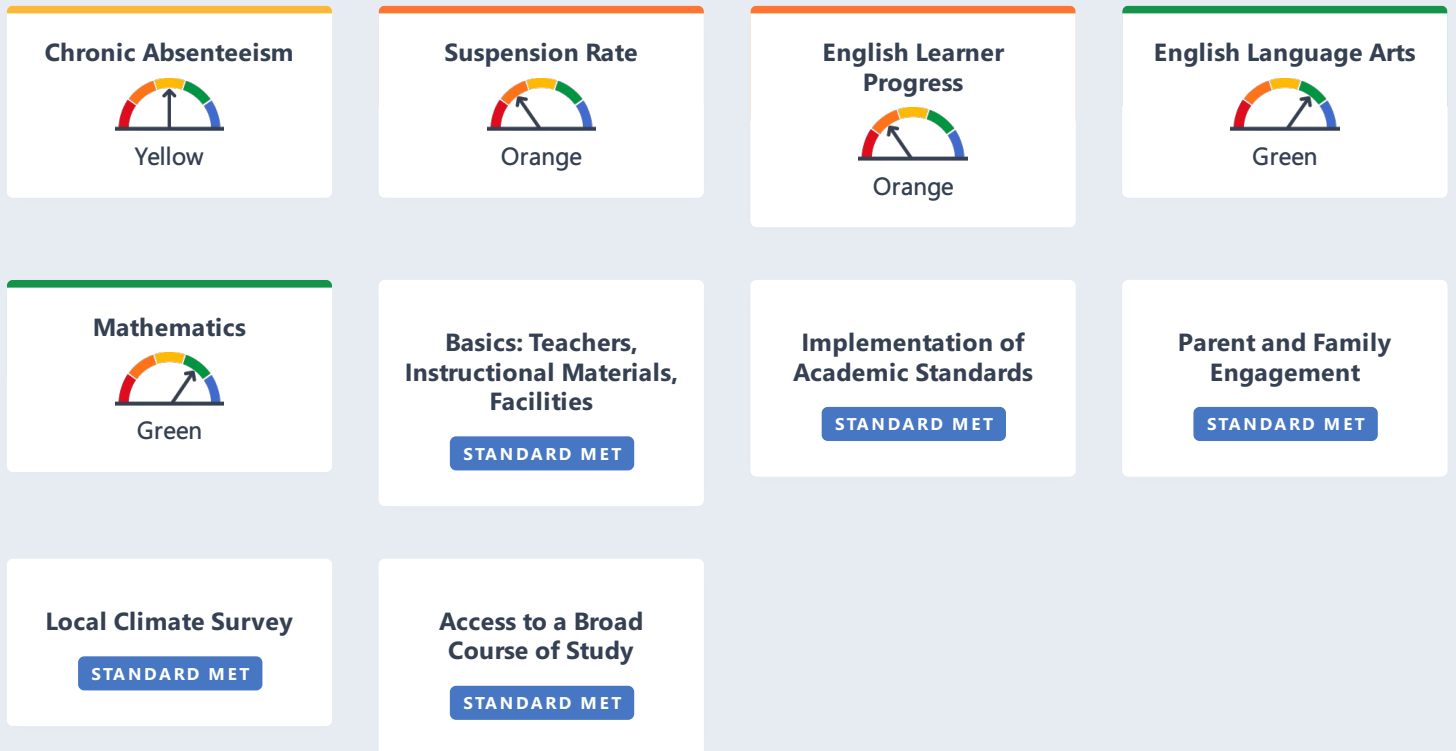 Chronic Absenteeism
Yellow
Suspension Rate
Orange
English Learner
Progress
Orange
English Language Arts
Green
Mathematics
Green
Basics: Teachers,
Instructional Materials,
Facilities
STANDARD MET
Implementation of
Academic Standards
STANDARD MET
Parent and Family
Engagement
STANDARD MET
Local Climate Survey
STANDARD MET
Access to a Broad
Course of Study
STANDARD MET